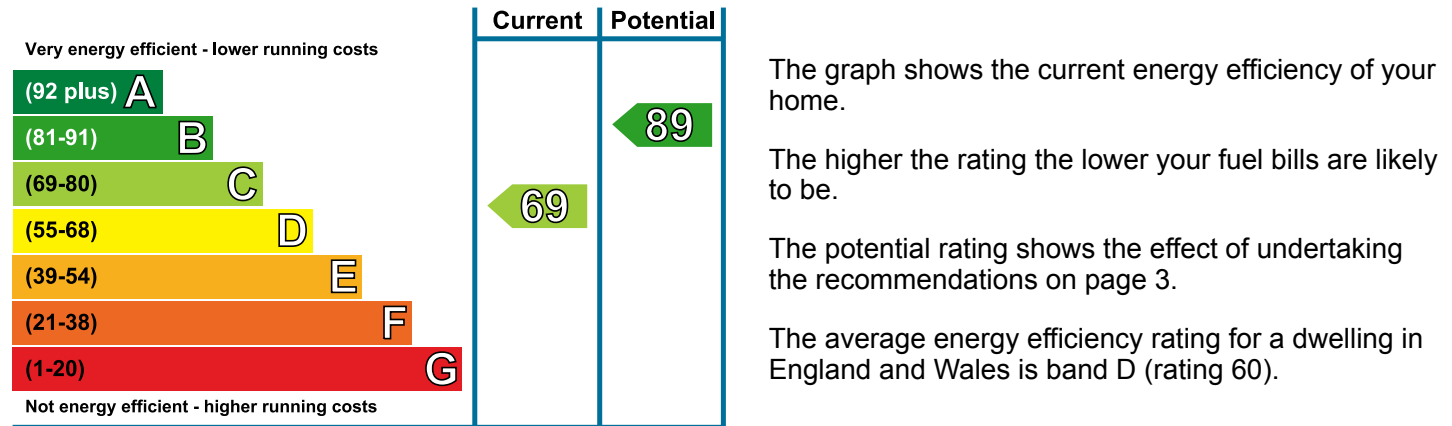 Current Potential
Very energy efficient - lower running costs
(92 plus) A
(81-91) B
(69-80) C
(55-68) D
(39-54) E
(21-38) F
(1-20) G
Not energy efficient - higher running costs
69
89
The graph shows the current energy efficiency of your
home.
The higher the rating the lower your fuel bills are likely
to be.
The potential rating shows the effect of undertaking
the recommendations on page 3.
The average energy efficiency rating for a dwelling in
England and Wales is band D (rating 60).